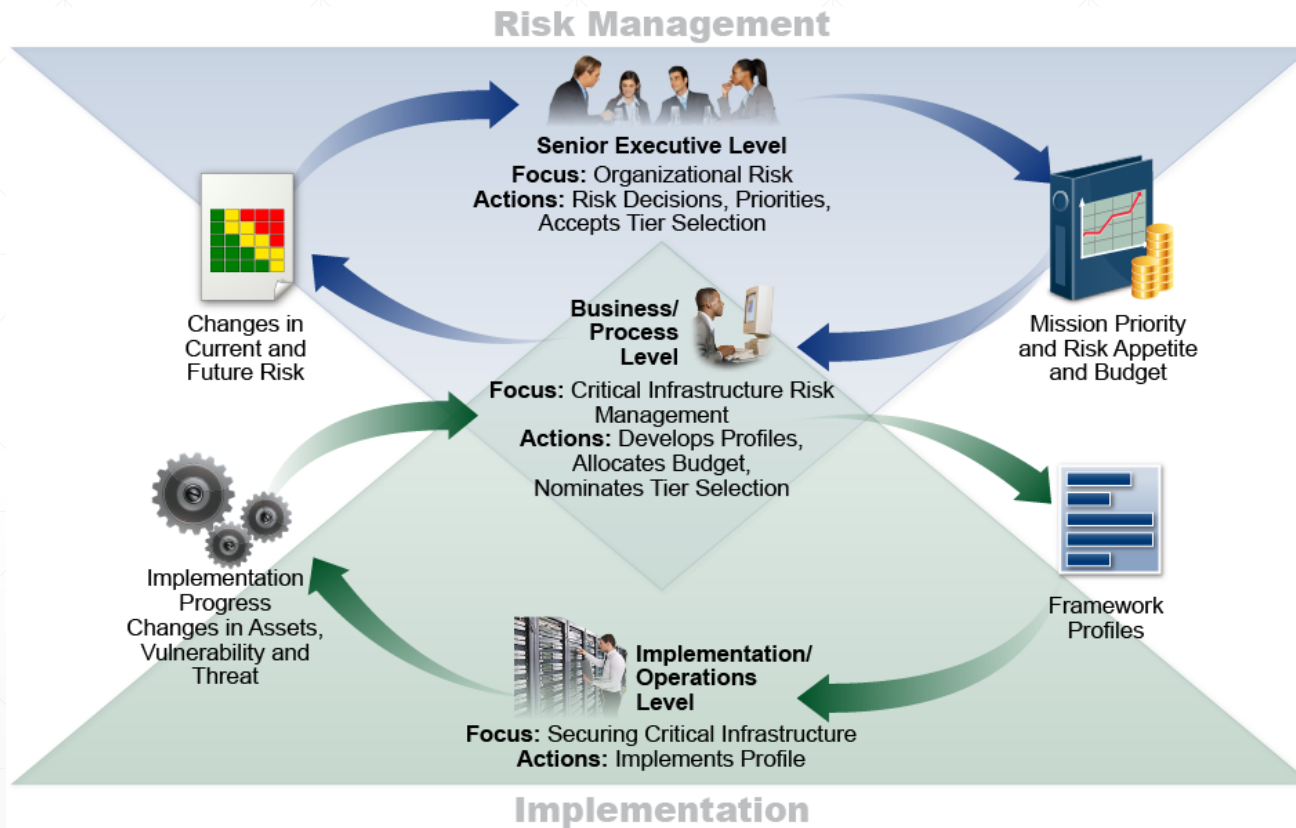 Risk Management
Senior Executive Level
Focus: Organizational Risk
Actions: Risk Decisions, Priorities,
Accepts Tier Selection
Changes in
Current and
Future Risk
Business/
Process
Level
Mission Priority
and Risk Appetite
and Budget
Focus: Critical Infrastructure Risk
Management
Actions: Develops Profiles,
Allocates Budget,
Nominates Tier Selection
Implementation
Progress
Changes in Assets,
Vulnerability and
Threat
Framework
Profiles
Implementation/
Operations
Level
Focus: Securing Critical Infrastructure
Actions: Implements Profile
Implementation